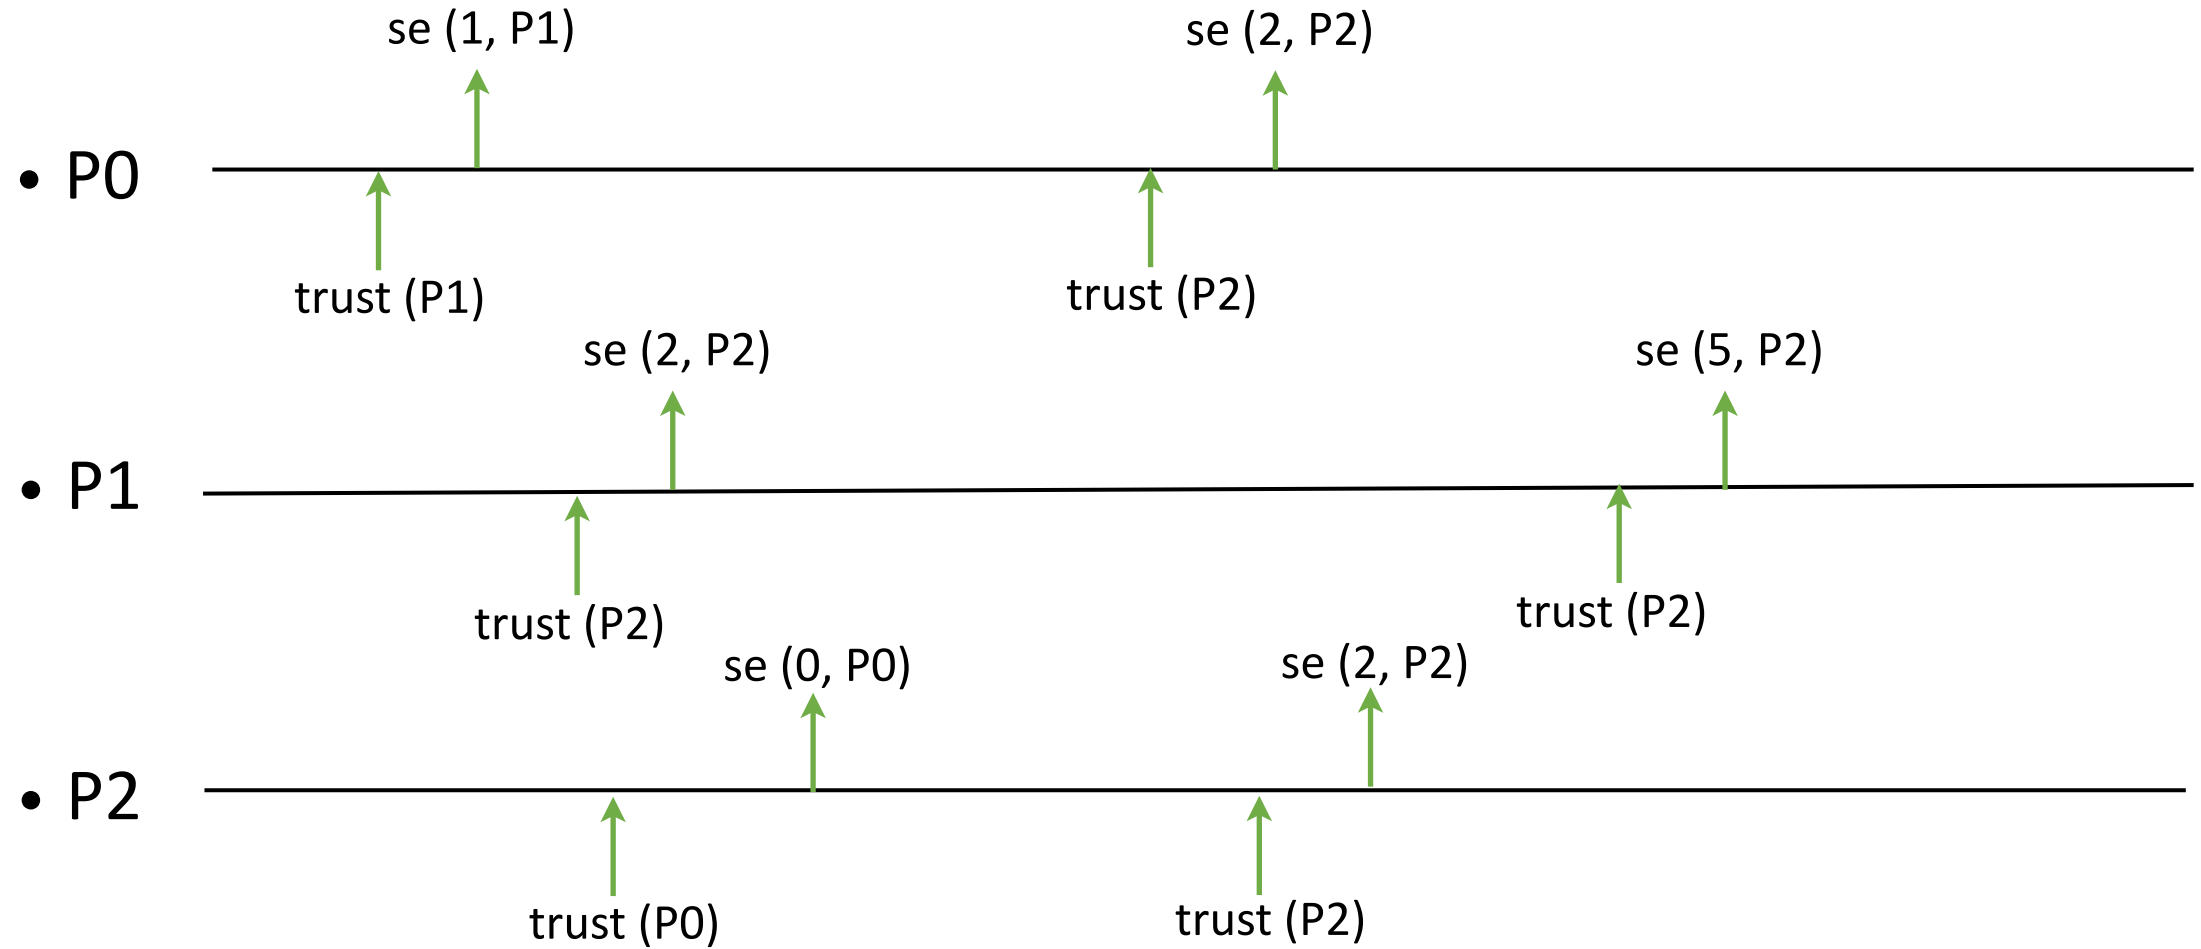 se (1, P1)
se (2, P2)
• P0
trust (P1)
trust (P2)
se (2, P2)
se (5, P2)
• P1
trust (P2)
trust (P2)
se (0, P0)
se (2, P2)
• P2
trust (P0)
trust (P2)